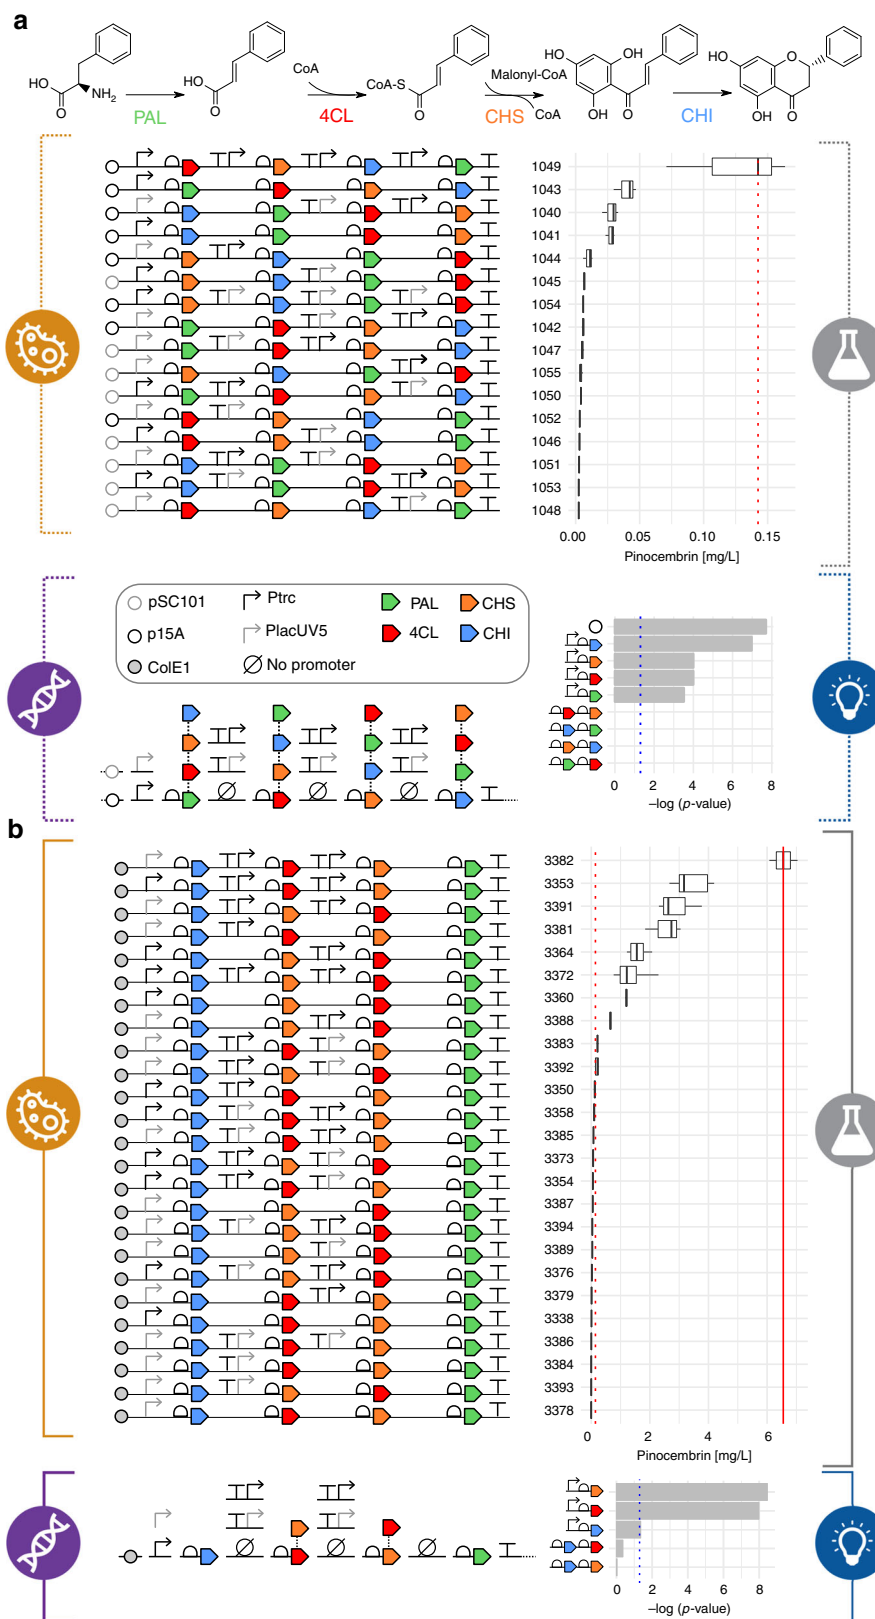 a
HO
O
NH2
HO
O
CoA
CoA-S
O
Malonyl-CoA
CoA
HO
OH
OH
O
HO
O
OH
O
PAL
4CL
CHS
CHI
1049
1043
1040
1041
1044
1045
1054
1042
1047
1055
1050
1052
1046
1051
1053
1048
0.00
0.05
0.10
0.15
Pinocembrin [mg/L]
pSC101
Ptrc
PAL
CHS
p15A
PlacUV5
4CL
CHI
ColE1
No promoter
0
2
4
6
8
–log (p-value)
b
3382
3353
3391
3381
3364
3372
3360
3388
3383
3392
3350
3358
3385
3373
3354
3387
3394
3389
3376
3379
3338
3386
3384
3393
3378
0
2
4
6
Pinocembrin [mg/L]
0
2
4
6
8
–log (p-value)